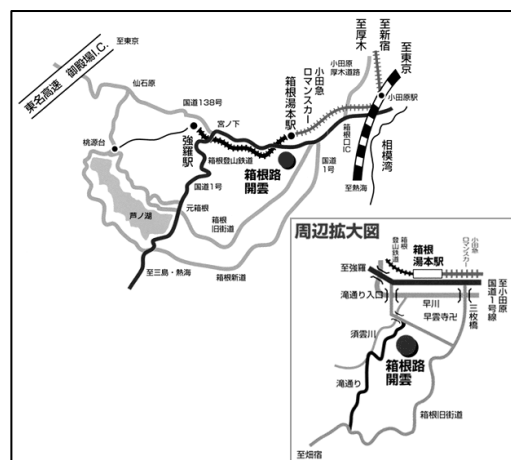 至東京
東名高速 御殿場I.C.
仙石原
国道138号
宮ノ下
桃源台
強羅駅
箱根登山鉄道
箱根湯本駅
小田急
ロマンスカー
至厚木
至新宿
至東京
小田原
厚木道路
小田原駅
箱根口IC
国道
1号
相模湾
至熱海
箱根路
開雲
国道1号
芦ノ湖
元箱根
箱根
旧街道
至三島・熱海
箱根新道
周辺拡大図
至強羅
箱根
登山鉄道
箱根
湯本駅
小田急
ロマンスカー
至小田原
国道1号線
滝通り入口
早川
早雲寺卍
三枚橋
須雲川
箱根路
開雲
滝通り
箱根旧街道
至畑宿